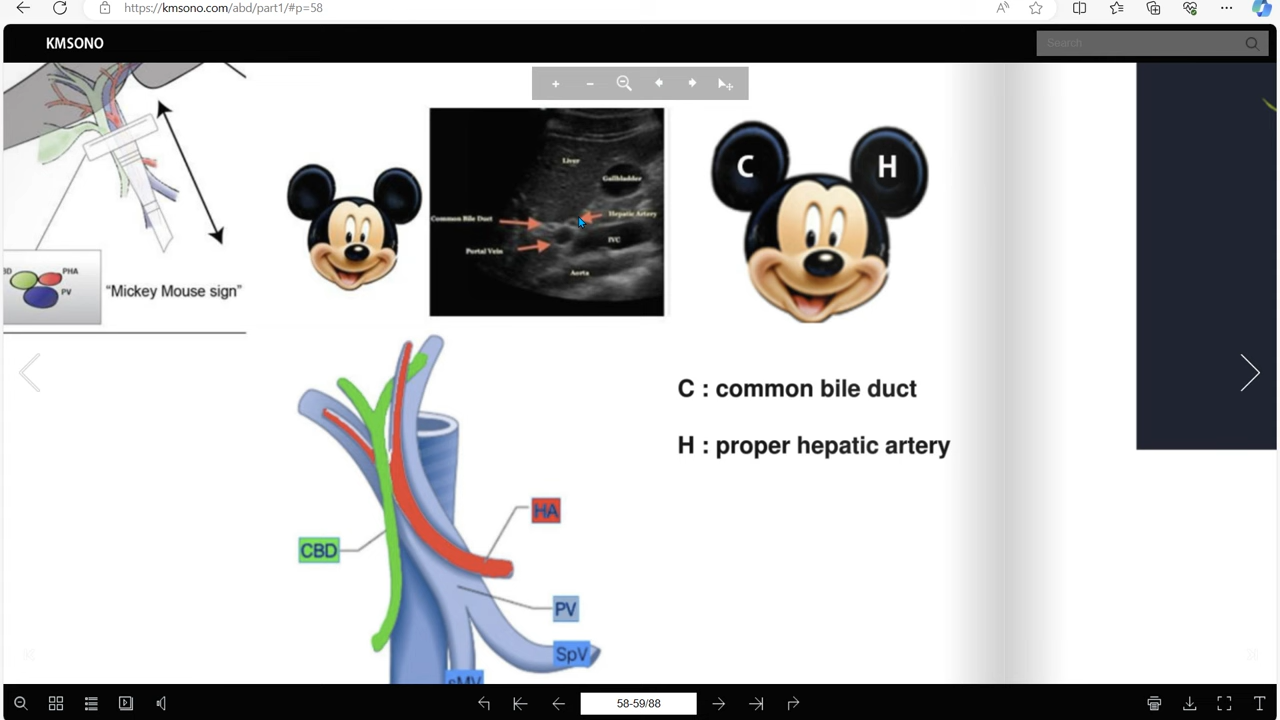 https://kmsono.com/abd/part1/#p=58
KMSONO
Search
PHA
PV
"Mickey Mouse sign"
Liver
Gallbladder
Common Bile Duct
Hepatic Artery
Portal Vein
IVC
Aorta
C
H
C : common bile duct
H : proper hepatic artery
HA
CBD
PV
SpV
sMV
58-59/88